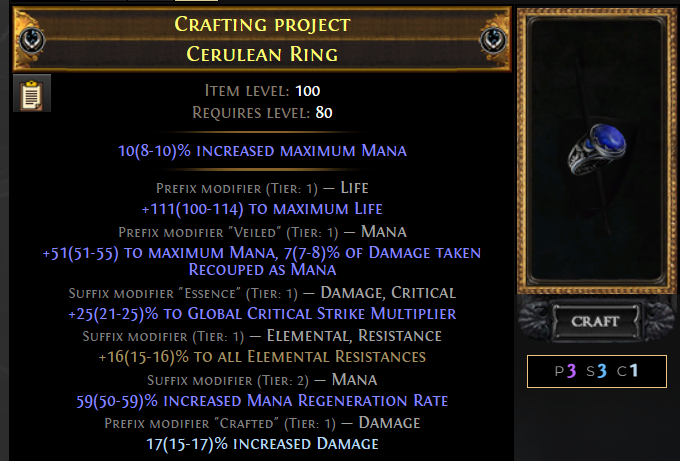 Crafting project
Cerulean Ring
Item level: 100
Requires level: 80
10(8-10)% increased maximum Mana
Prefix modifier (Tier: 1) — Life
+111(100-114) to maximum Life
Prefix modifier "Veiled" (Tier: 1) — Mana
+51(51-55) to maximum Mana, 7(7-8)% of Damage taken
Recouped as Mana
Suffix modifier "Essence" (Tier: 1) — Damage, Critical
+25(21-25)% to Global Critical Strike Multiplier
Suffix modifier (Tier: 1) — Elemental, Resistance
+16(15-16)% to all Elemental Resistances
Suffix modifier (Tier: 2) — Mana
59(50-59)% increased Mana Regeneration Rate
Prefix modifier "Crafted" (Tier: 1) — Damage
17(15-17)% increased Damage
CRAFT
P3 S3 C1